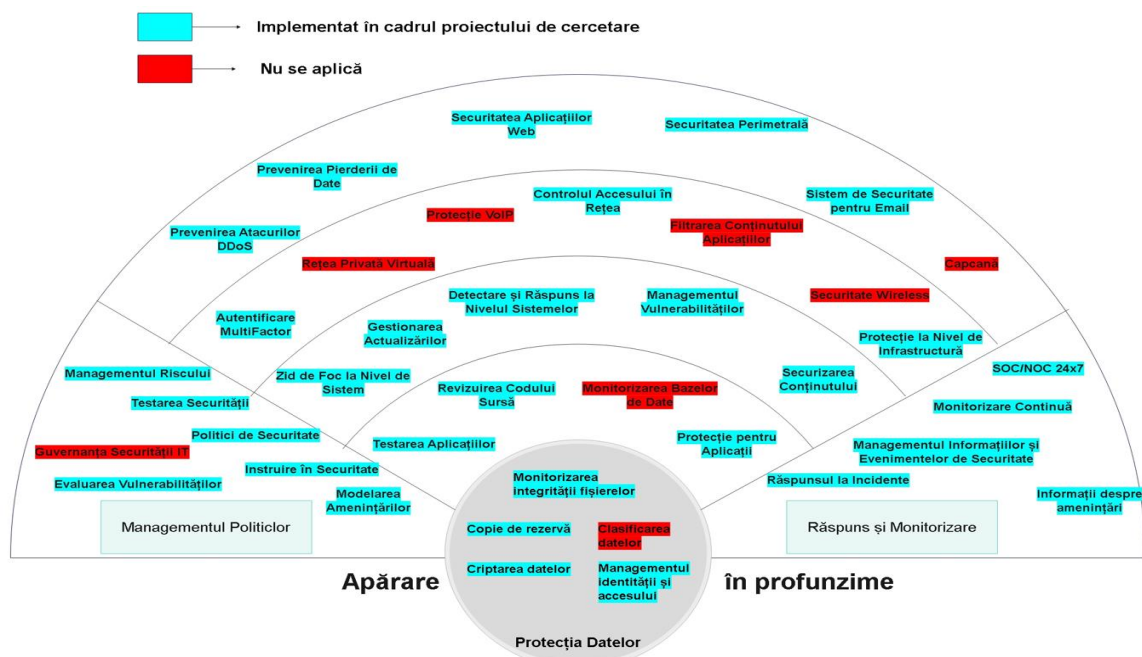 Implementat în cadrul proiectului de cercetare
Nu se aplică
Securitatea Aplicațiilor
Web
Securitatea Perimetrală
Prevenirea Pierderii de
Date
Controlul Accesului în
Rețea
Sistem de Securitate
pentru Email
Protecție VoIP
Filtrarea Conținutului
Aplicațiilor
Prevenirea Atacurilor
DDoS
Rețea Privată Virtuală
Capcană
Securitate Wireless
Detectare și Răspuns la
Nivelul Sistemelor
Managementul
Vulnerabilităților
Autentificare
MultiFactor
Gestionarea
Actualizărilor
Protecție la Nivel de
Infrastructură
Managementul Riscului
Zid de Foc la Nivel de
Sistem
Revizuirea Codului
Sursă
Monitorizarea Bazelor
de Date
Securizarea
Conținutului
SOC/NOC 24x7
Testarea Securității
Monitorizare Continuă
Politici de Securitate
Testarea Aplicațiilor
Protecție pentru
Aplicații
Managementul Informațiilor și
Evenimentelor de Securitate
Guvernanța Securității IT
Instruire în Securitate
Răspunsul la Incidente
Evaluarea Vulnerabilităților
Modelarea
Amenințărilor
Informații despre
amenințări
Monitorizarea
integrității fișierelor
Managementul Politiclor
Copie de rezervă
Clasificarea
datelor
Răspuns și Monitorizare
Criptarea datelor
Managementul
identității și
accesului
Apărare
în profunzime
Protecția Datelor